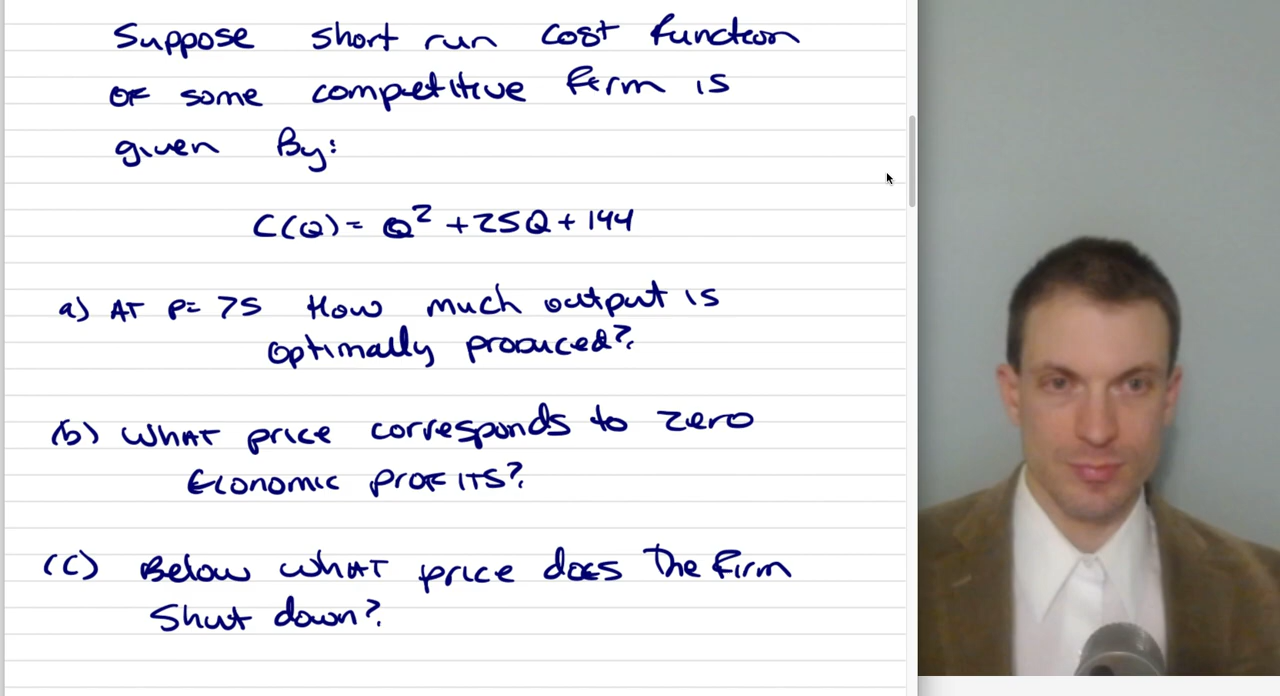 Suppose short run cost function
OF some competitive firm is
given By:
C(Q) = Q² + 25Q + 144
a) AT P= 75 How much output is
optimally produced?
(b) WHAT price corresponds to zero
Economic PROFITS?
(c) Below WHAT price does The Firm
Shut down?